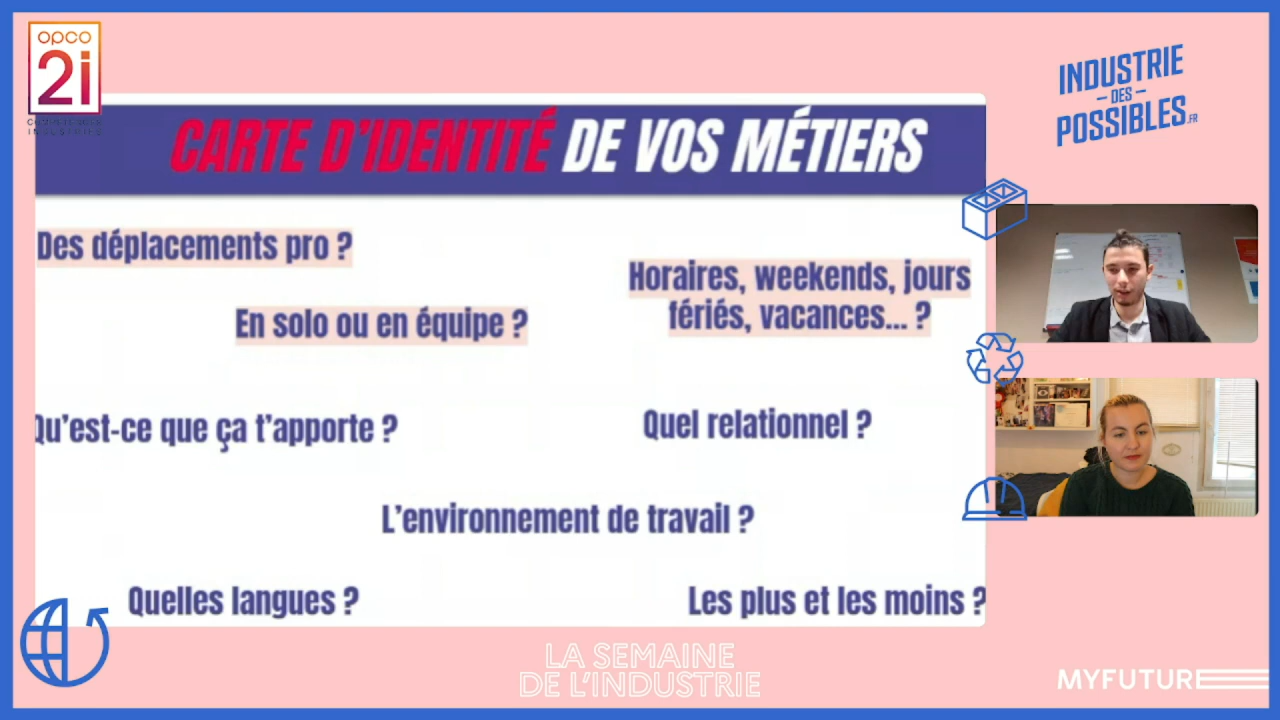 opco
2i
INDUSTRIE
DES
POSSIBLES.FR
CARTE D'IDENTITÉ DE VOS MÉTIERS
Des déplacements pro ?
Horaires, weekends, jours
fériés, vacances... ?
En solo ou en équipe ?
Qu'est-ce que ça t'apporte ?
Quel relationnel ?
L'environnement de travail ?
Quelles langues ?
Les plus et les moins ?
LA SEMAINE
DE L'INDUSTRIE
MYFUTUR